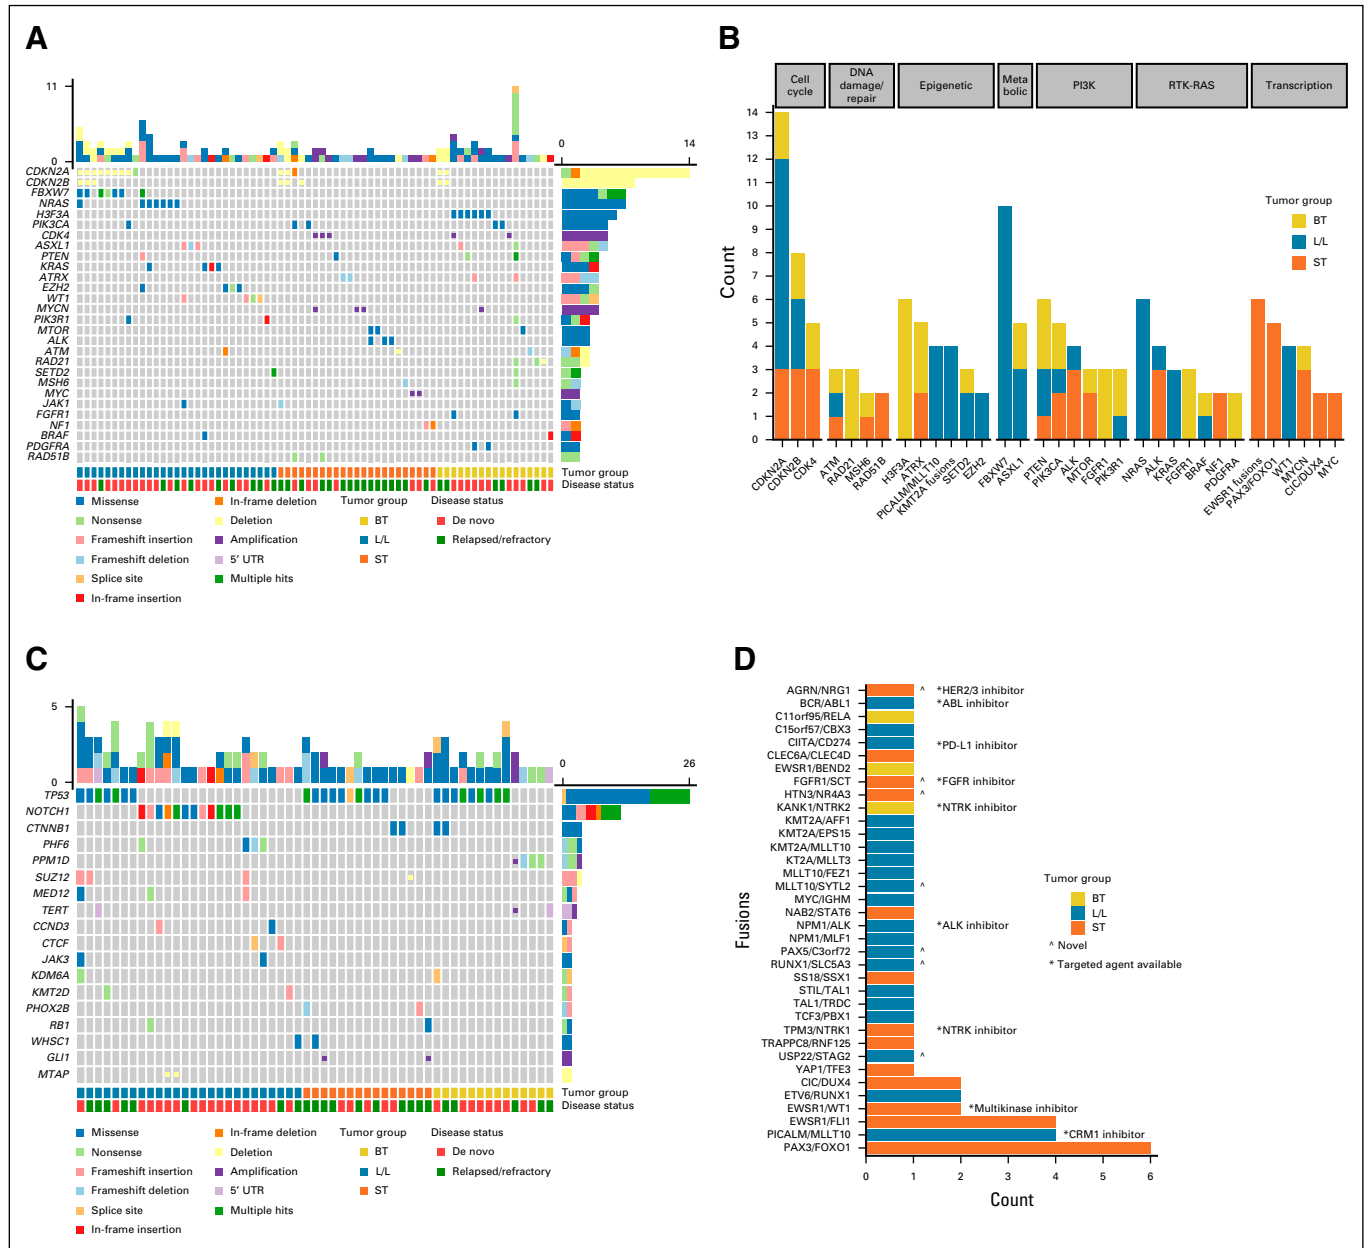 A
11
0
0 14
CDKN2A
CDKN2B
FBXW7
NRAS
H3F3A
PIK3CA
CDK4
ASXL1
PTEN
KRAS
ATRX
EZH2
WT1
MYCN
PIK3R1
MTOR
ALK
ATM
RAD21
SETD2
MSH6
MYC
JAK1
FGFR1
NF1
BRAF
PDGFRA
RAD51B
Tumor group
Disease status
Missense
Nonsense
Frameshift insertion
Frameshift deletion
Splice site
In-frame insertion
In-frame deletion
Deletion
Amplification
5′ UTR
Multiple hits
Tumor group
BT
L/L
ST
Disease status
De novo
Relapsed/refractory
B
Cell cycle
DNA damage/ repair
Epigenetic
Meta bolic
PI3K
RTK-RAS
Transcription
Count
14
13
12
11
10
9
8
7
6
5
4
3
2
1
0
Tumor group
BT
L/L
ST
CDKN2A
CDKN2B
CDK4
ATM
RAD21
MSH6
RAD51B
H3F3A
ATRX
PICALM/MLLT10
KMT2A fusions
SETD2
EZH2
FBXW7
ASXL1
PTEN
PIK3CA
ALK
MTOR
FGFR1
PIK3R1
NRAS
ALK
KRAS
FGFR1
BRAF
NF1
PDGFRA
EWSR1 fusions
PAX3/FOXO1
WT1
MYCN
CIC/DUX4
MYC
C
5
0
0 26
TP53
NOTCH1
CTNNB1
PHF6
PPM1D
SUZ12
MED12
TERT
CCND3
CTCF
JAK3
KDM6A
KMT2D
PHOX2B
RB1
WHSC1
GLI1
MTAP
Tumor group
Disease status
Missense
Nonsense
Frameshift insertion
Frameshift deletion
Splice site
In-frame insertion
In-frame deletion
Deletion
Amplification
5′ UTR
Multiple hits
Tumor group
BT
L/L
ST
Disease status
De novo
Relapsed/refractory
D
Fusions
AGRN/NRG1 ^ *HER2/3 inhibitor
BCR/ABL1 *ABL inhibitor
C11orf95/RELA
C15orf57/CBX3
CIITA/CD274 *PD-L1 inhibitor
CLEC6A/CLEC4D
EWSR1/BEND2
FGFR1/SCT ^ *FGFR inhibitor
HTN3/NR4A3 ^
KANK1/NTRK2 *NTRK inhibitor
KMT2A/AFF1
KMT2A/EPS15
KMT2A/MLLT10
KT2A/MLLT3
MLLT10/FEZ1
MLLT10/SYTL2 ^
MYC/IGHM
NAB2/STAT6
NPM1/ALK *ALK inhibitor
NPM1/MLF1
PAX5/C3orf72 ^
RUNX1/SLC5A3 ^
SS18/SSX1
STIL/TAL1
TAL1/TRDC
TCF3/PBX1
TPM3/NTRK1 *NTRK inhibitor
TRAPPC8/RNF125
USP22/STAG2 ^
YAP1/TFE3
CIC/DUX4
ETV6/RUNX1
EWSR1/WT1 *Multikinase inhibitor
EWSR1/FLI1
PICALM/MLLT10 *CRM1 inhibitor
PAX3/FOXO1
Tumor group
BT
L/L
ST
^ Novel
* Targeted agent available
0 1 2 3 4 5 6
Count